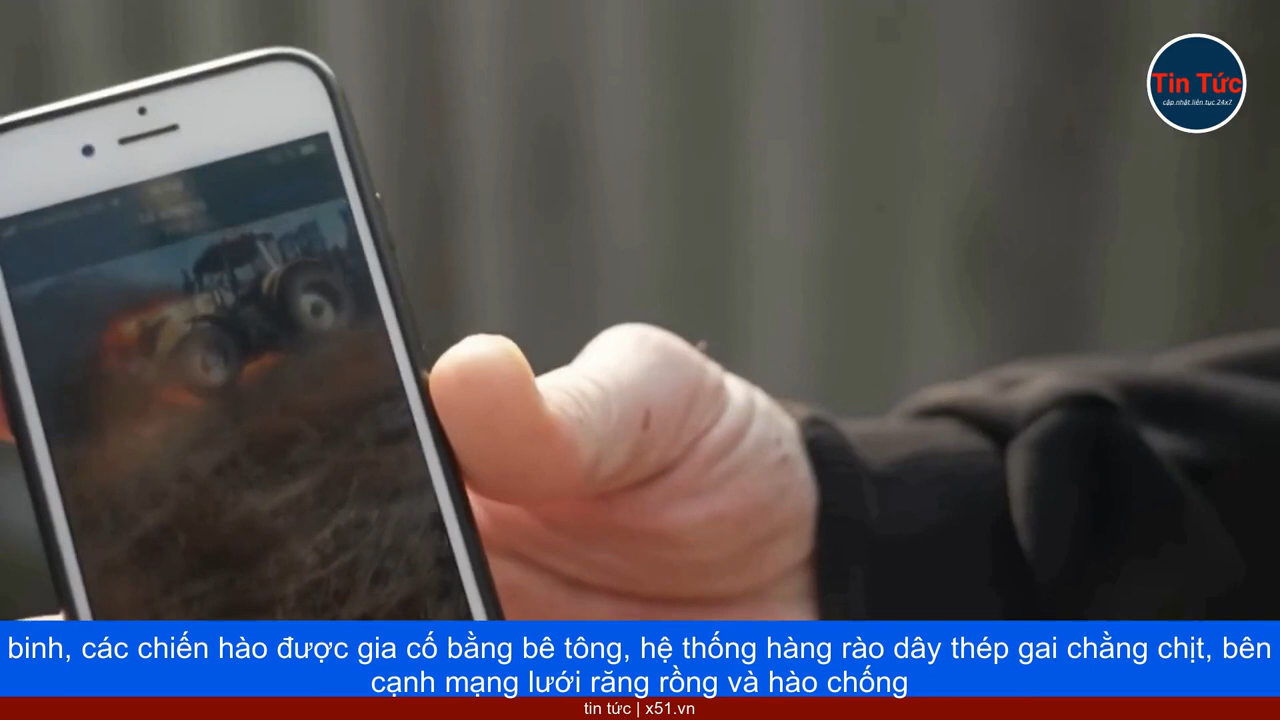 Tin Tức
cập nhật liên tục 24x7
binh, các chiến hào được gia cố bằng bê tông, hệ thống hàng rào dây thép gai chằng chịt, bên
cạnh mạng lưới răng rồng và hào chống
tin tức | x51.vn